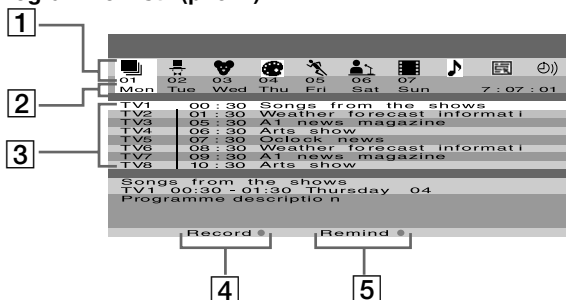 1
01 02 03 04 05 06 07
2 Mon Tue Wed Thu Fri Sat Sun 7:07:01
TV1 00:30 Songs from the shows
TV2 01:30 Weather forecast informati
TV3 05:30 A1 news magazine
TV4 06:30 Arts show
3 TV5 07:30 Oclock news
TV6 08:30 Weather forecast informati
TV7 09:30 A1 news magazine
TV8 10:30 Arts show
Songs from the shows
TV1 00:30 - 01:30 Thursday 04
Programme descriptio n
Record Remind
4 5